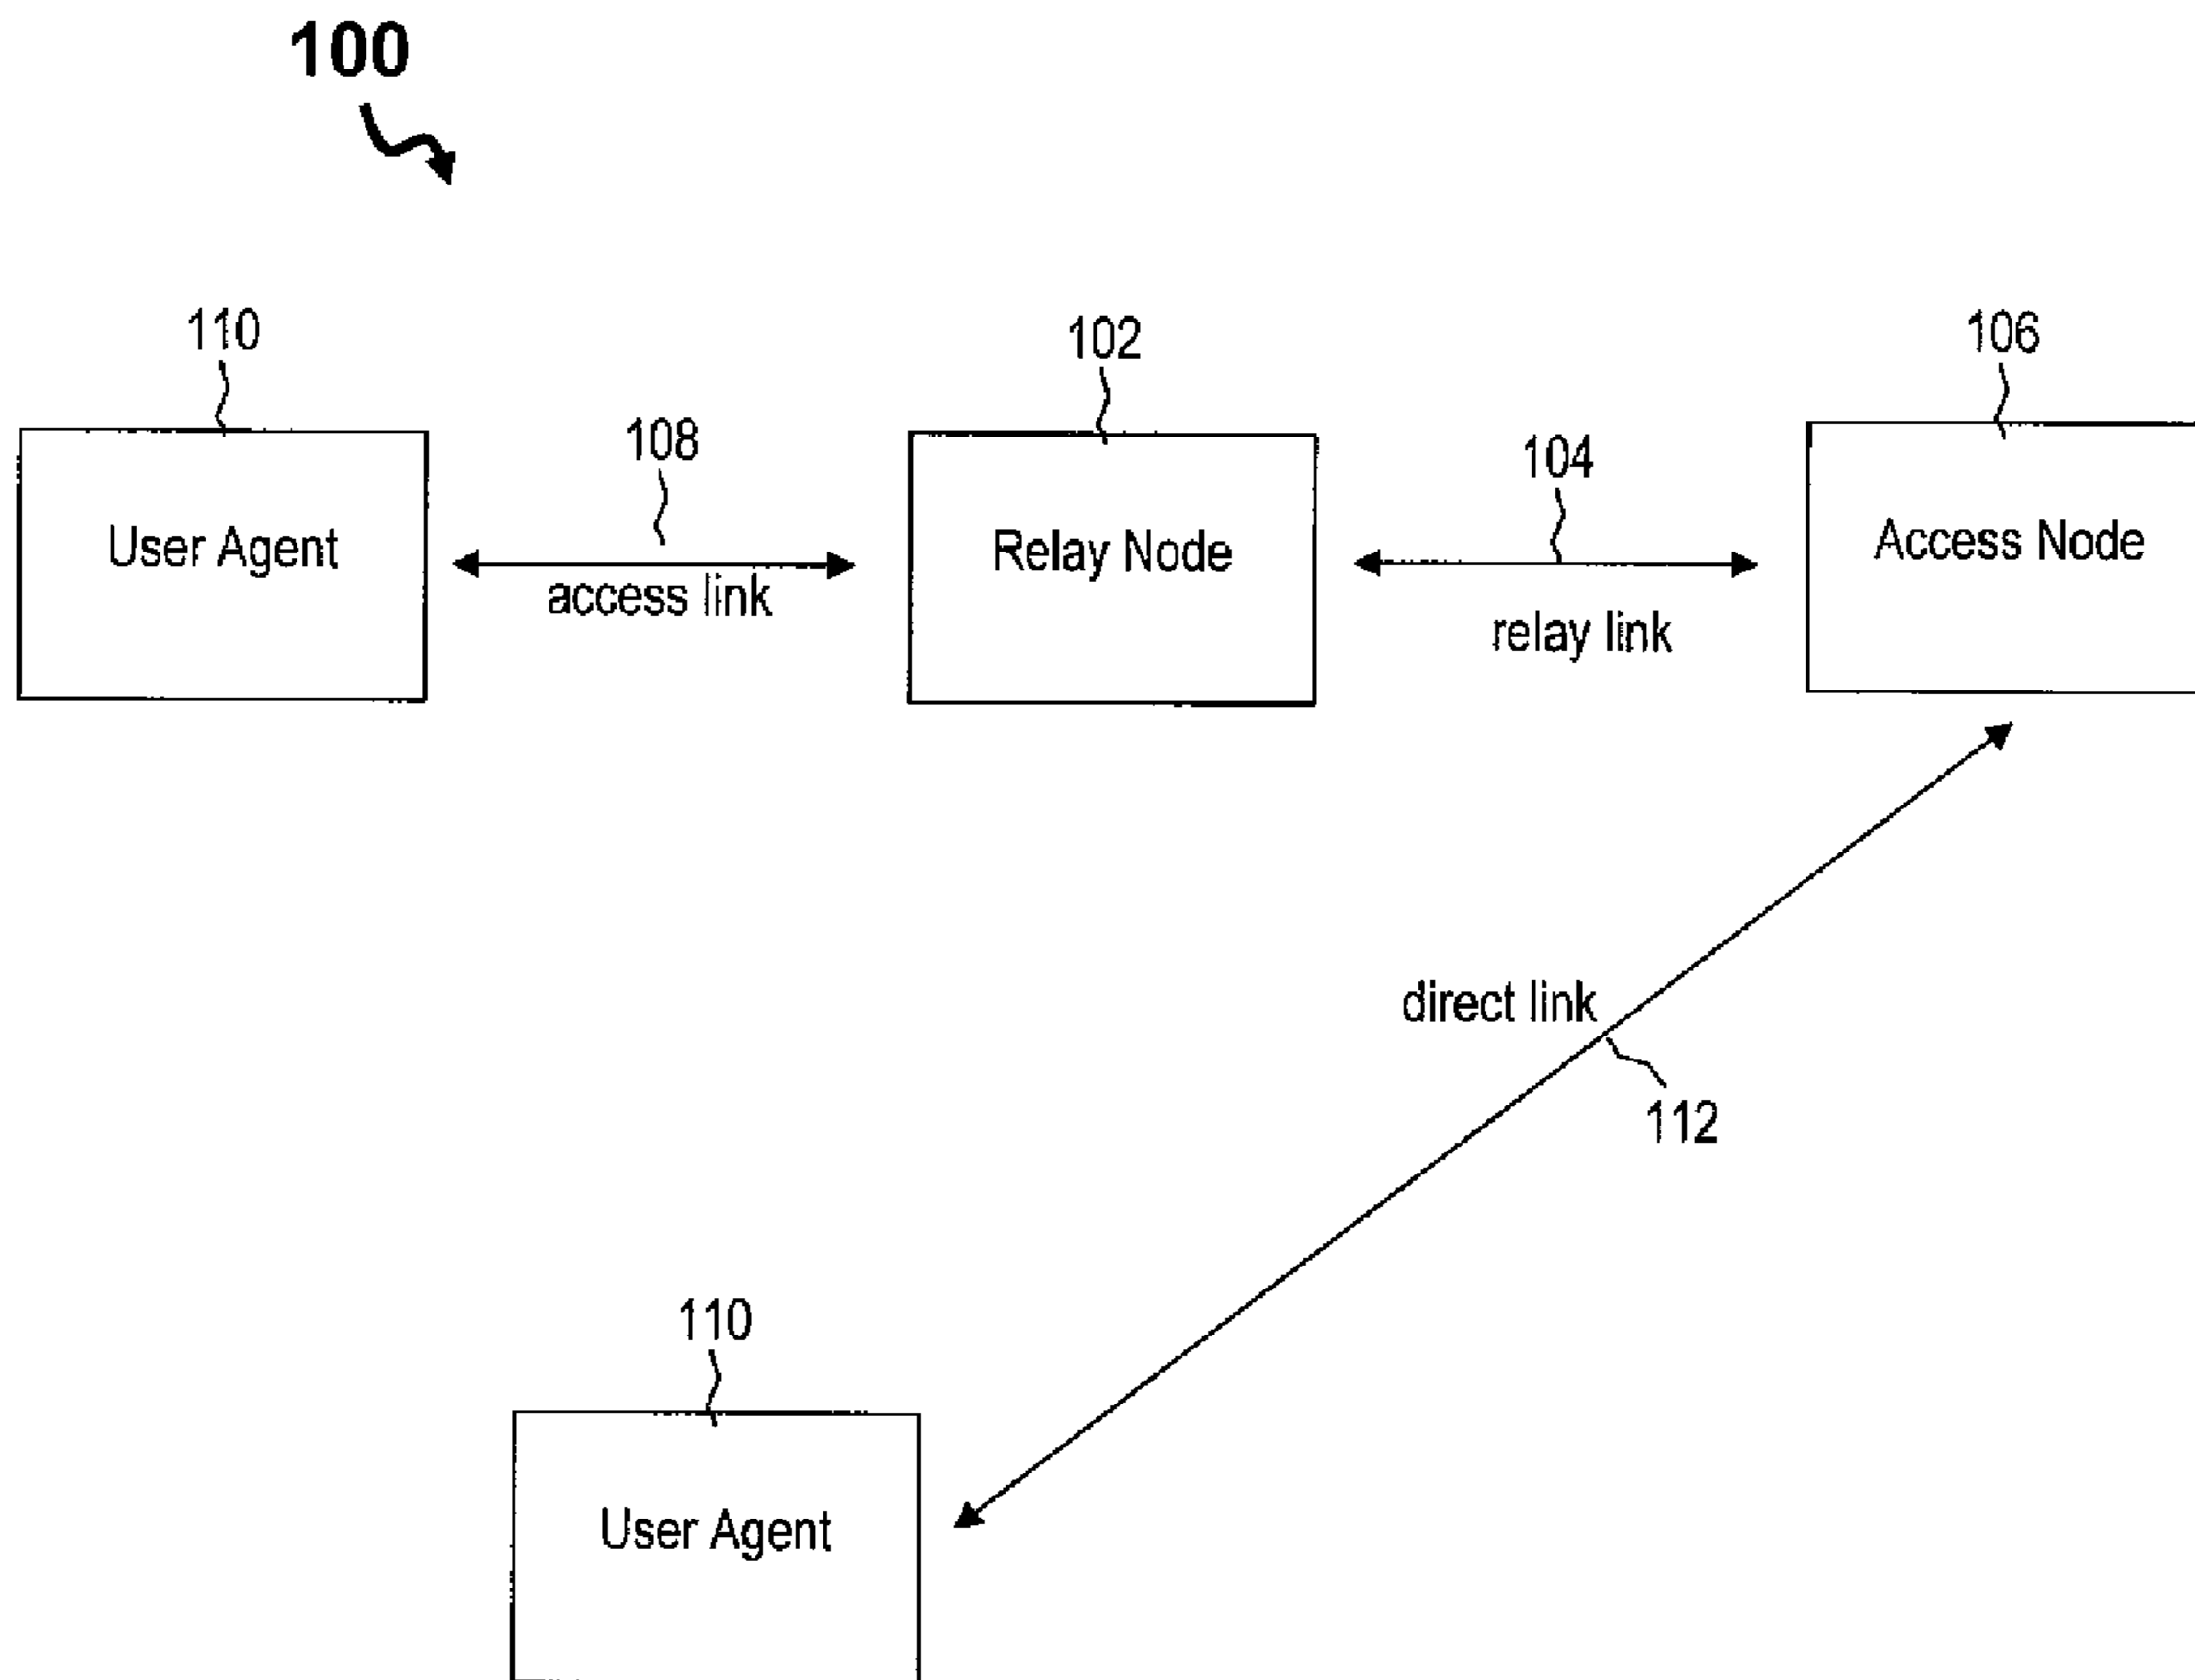 100
110
102
106
108
104
User Agent
Relay Node
Access Node
access link
relay link
direct link
112
110
User Agent